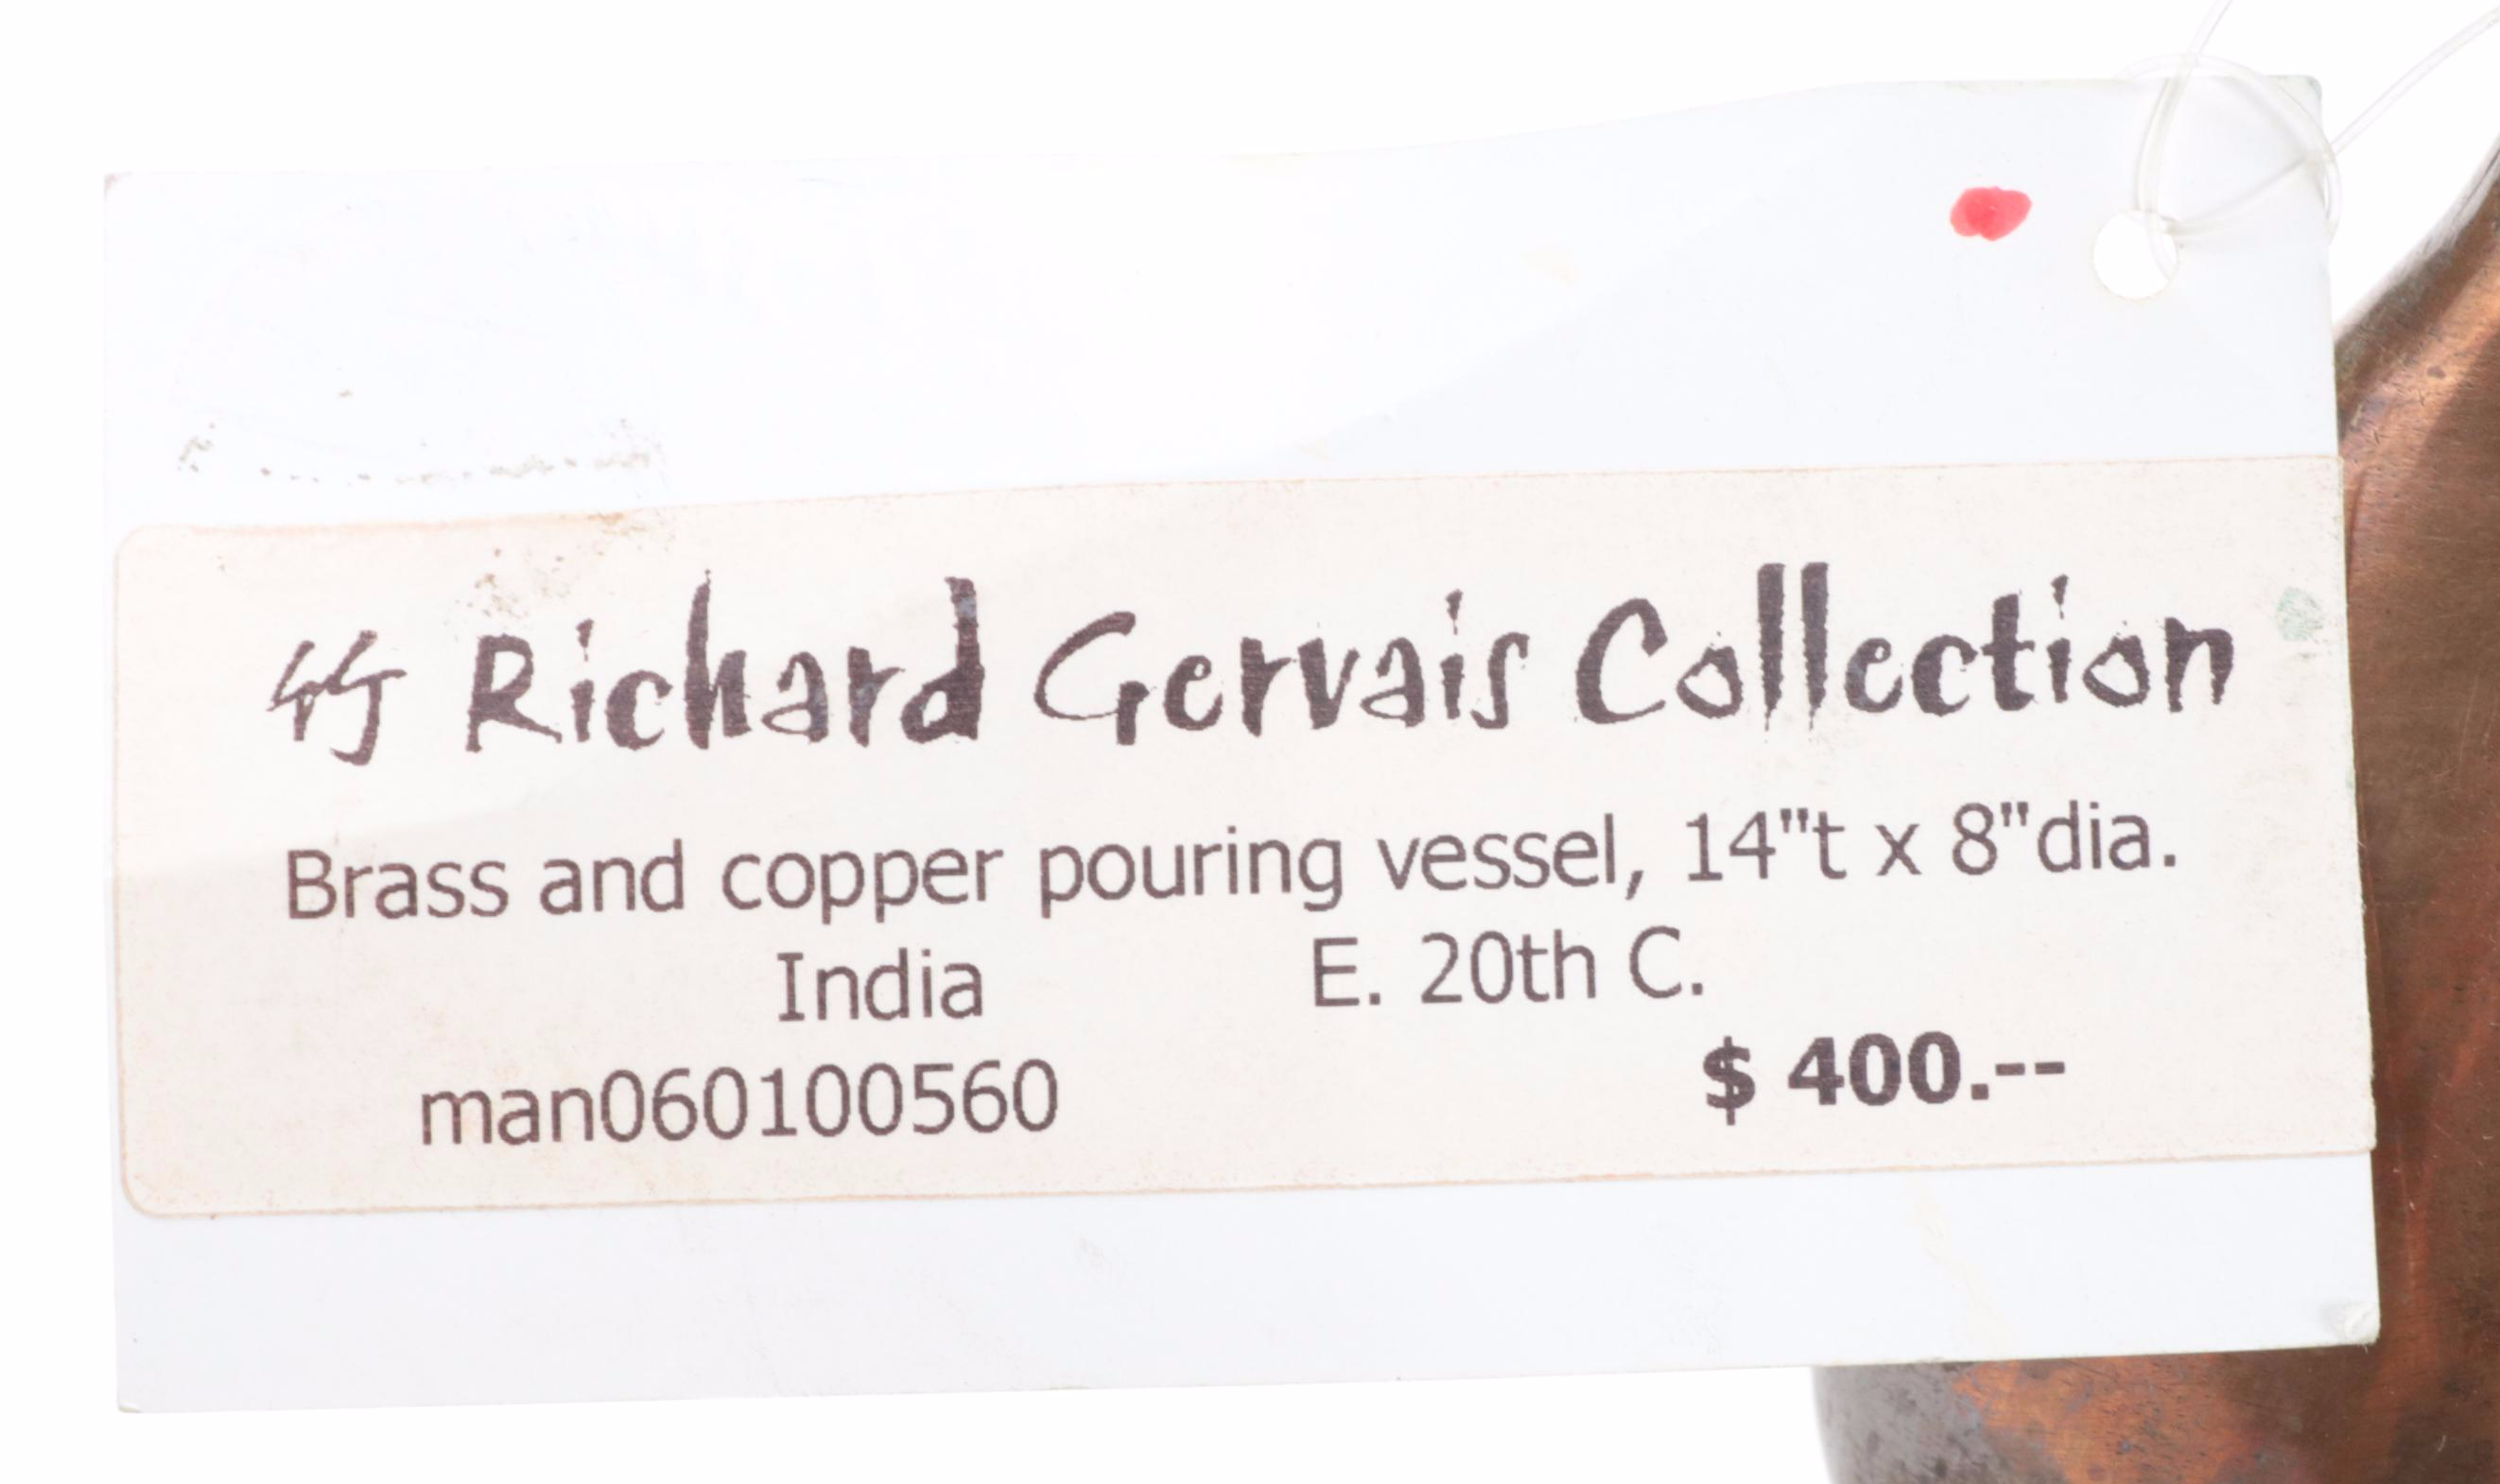 Richard Gervais Collection
Brass and copper pouring vessel, 14"t x 8"dia.
India E. 20th C.
man060100560 $ 400.--